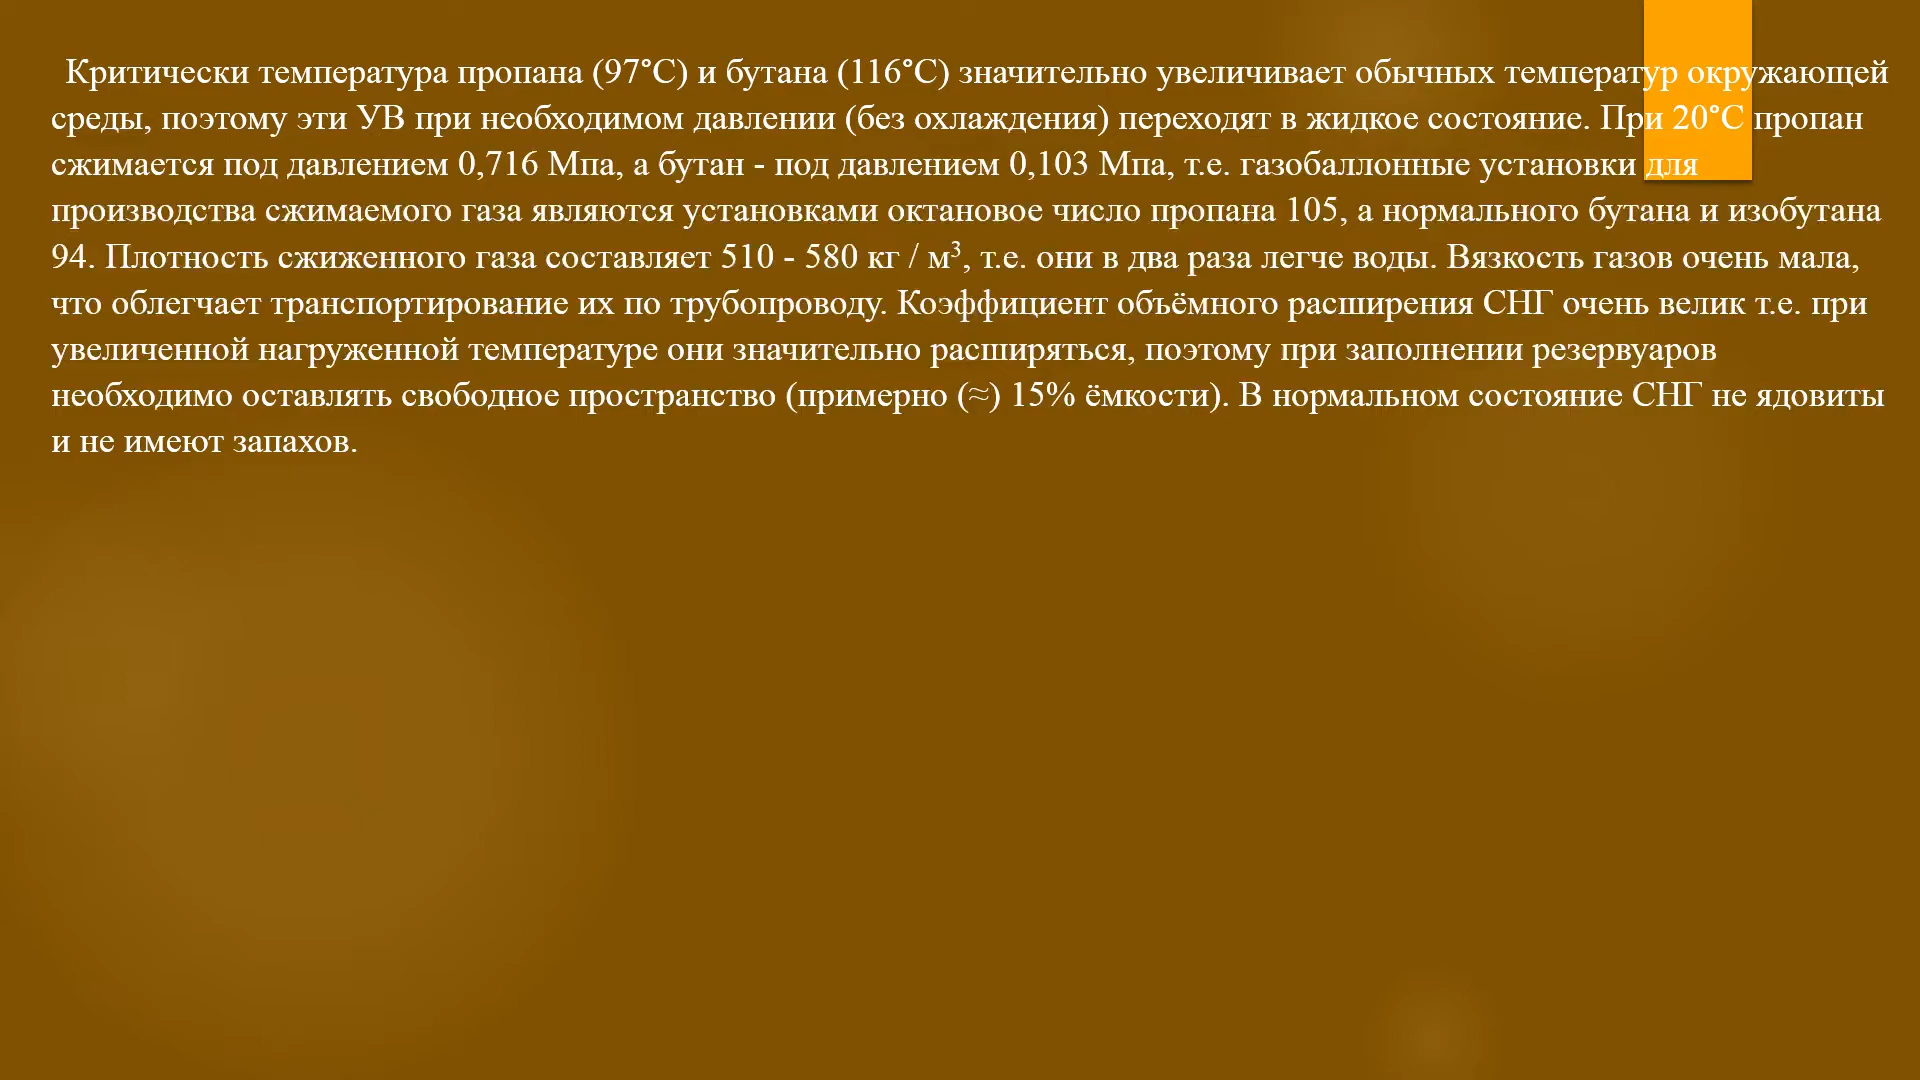 Критически температура пропана (97°С) и бутана (116°С) значительно увеличивает обычных температур окружающей
среды, поэтому эти УВ при необходимом давлении (без охлаждения) переходят в жидкое состояние. При 20°С пропан
сжимается под давлением 0,716 Мпа, а бутан - под давлением 0,103 Мпа, т.е. газобаллонные установки для
производства сжимаемого газа являются установками октановое число пропана 105, а нормального бутана и изобутана
94. Плотность сжиженного газа составляет 510 - 580 кг / м³, т.е. они в два раза легче воды. Вязкость газов очень мала,
что облегчает транспортирование их по трубопроводу. Коэффициент объёмного расширения СНГ очень велик т.е. при
увеличенной нагруженной температуре они значительно расширяться, поэтому при заполнении резервуаров
необходимо оставлять свободное пространство (примерно (≈) 15% ёмкости). В нормальном состояние СНГ не ядовиты
и не имеют запахов.